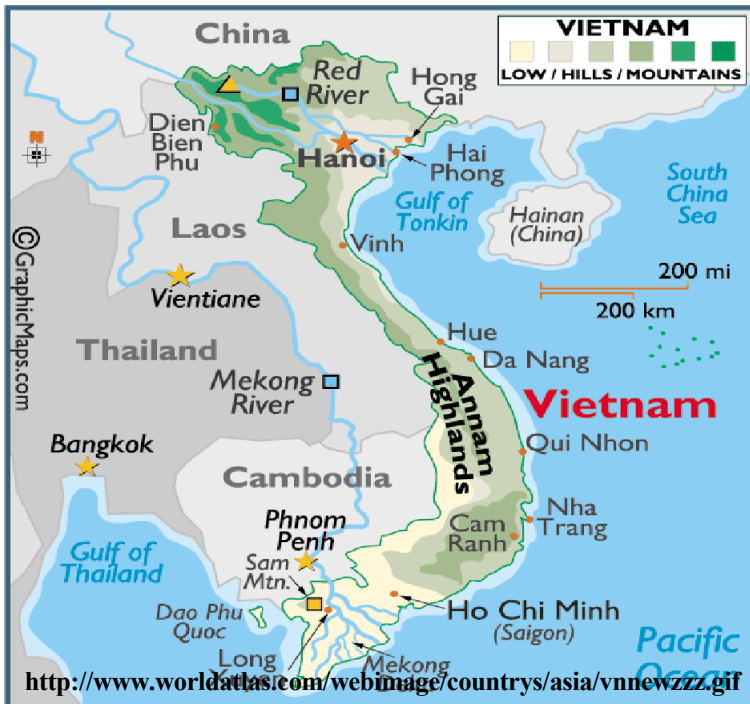 VIETNAM
LOW / HILLS / MOUNTAINS
China
Red
River
Hong
Gai
Dien
Bien
Phu
Hanoi
Hai
Phong
N
Gulf of
Tonkin
South
China
Sea
Hainan
(China)
Laos
Vinh
© GraphicMaps.com
Vientiane
200 mi
200 km
Thailand
Hue
Da Nang
Mekong
River
Annam
Highlands
Vietnam
Bangkok
Qui Nhon
Cambodia
Phnom
Penh
Cam
Ranh
Nha
Trang
Gulf of
Thailand
Sam
Mtn.
Dao Phu
Quoc
Ho Chi Minh
(Saigon)
Long
Mekong
Pacific
Ocean
http://www.worldatlas.com/webimage/countrys/asia/vnnewzzz.gif